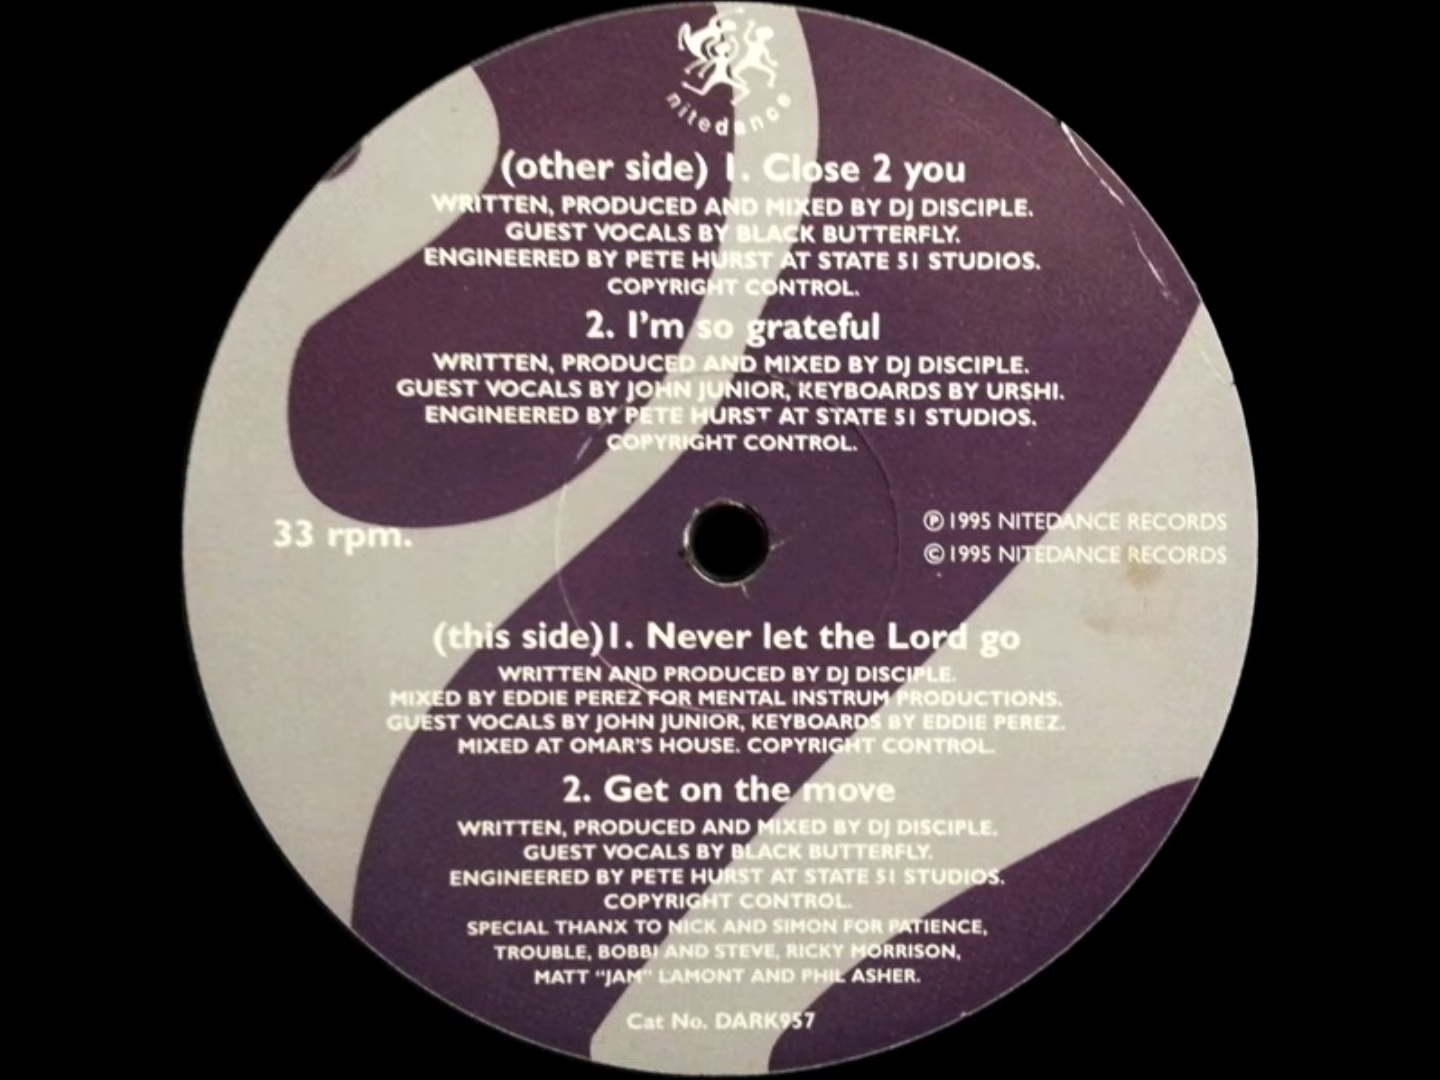 nitedance
(other side) 1. Close 2 you
WRITTEN, PRODUCED AND MIXED BY DJ DISCIPLE.
GUEST VOCALS BY BLACK BUTTERFLY.
ENGINEERED BY PETE HURST AT STATE 51 STUDIOS.
COPYRIGHT CONTROL.
2. I'm so grateful
WRITTEN, PRODUCED AND MIXED BY DJ DISCIPLE.
GUEST VOCALS BY JOHN JUNIOR, KEYBOARDS BY URSHI.
ENGINEERED BY PETE HURST AT STATE 51 STUDIOS.
COPYRIGHT CONTROL.
33 rpm.
℗ 1995 NITEDANCE RECORDS
© 1995 NITEDANCE RECORDS
(this side) 1. Never let the Lord go
WRITTEN AND PRODUCED BY DJ DISCIPLE.
MIXED BY EDDIE PEREZ FOR MENTAL INSTRUM PRODUCTIONS.
GUEST VOCALS BY JOHN JUNIOR, KEYBOARDS BY EDDIE PEREZ.
MIXED AT OMAR'S HOUSE. COPYRIGHT CONTROL.
2. Get on the move
WRITTEN, PRODUCED AND MIXED BY DJ DISCIPLE.
GUEST VOCALS BY BLACK BUTTERFLY.
ENGINEERED BY PETE HURST AT STATE 51 STUDIOS.
COPYRIGHT CONTROL.
SPECIAL THANX TO NICK AND SIMON FOR PATIENCE,
TROUBLE, BOBBI AND STEVE, RICKY MORRISON,
MATT "JAM" LAMONT AND PHIL ASHER.
Cat No. DARK957